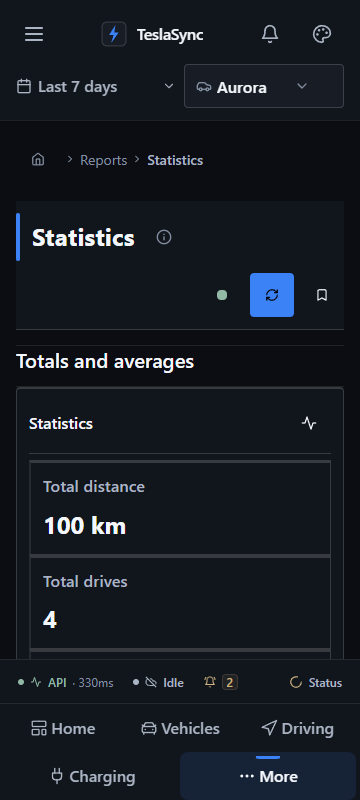 TeslaSync
Last 7 days
Aurora
Reports
Statistics
Statistics
Totals and averages
Statistics
Total distance
100 km
Total drives
4
API · 330ms
Idle
2
Status
Home
Vehicles
Driving
Charging
More